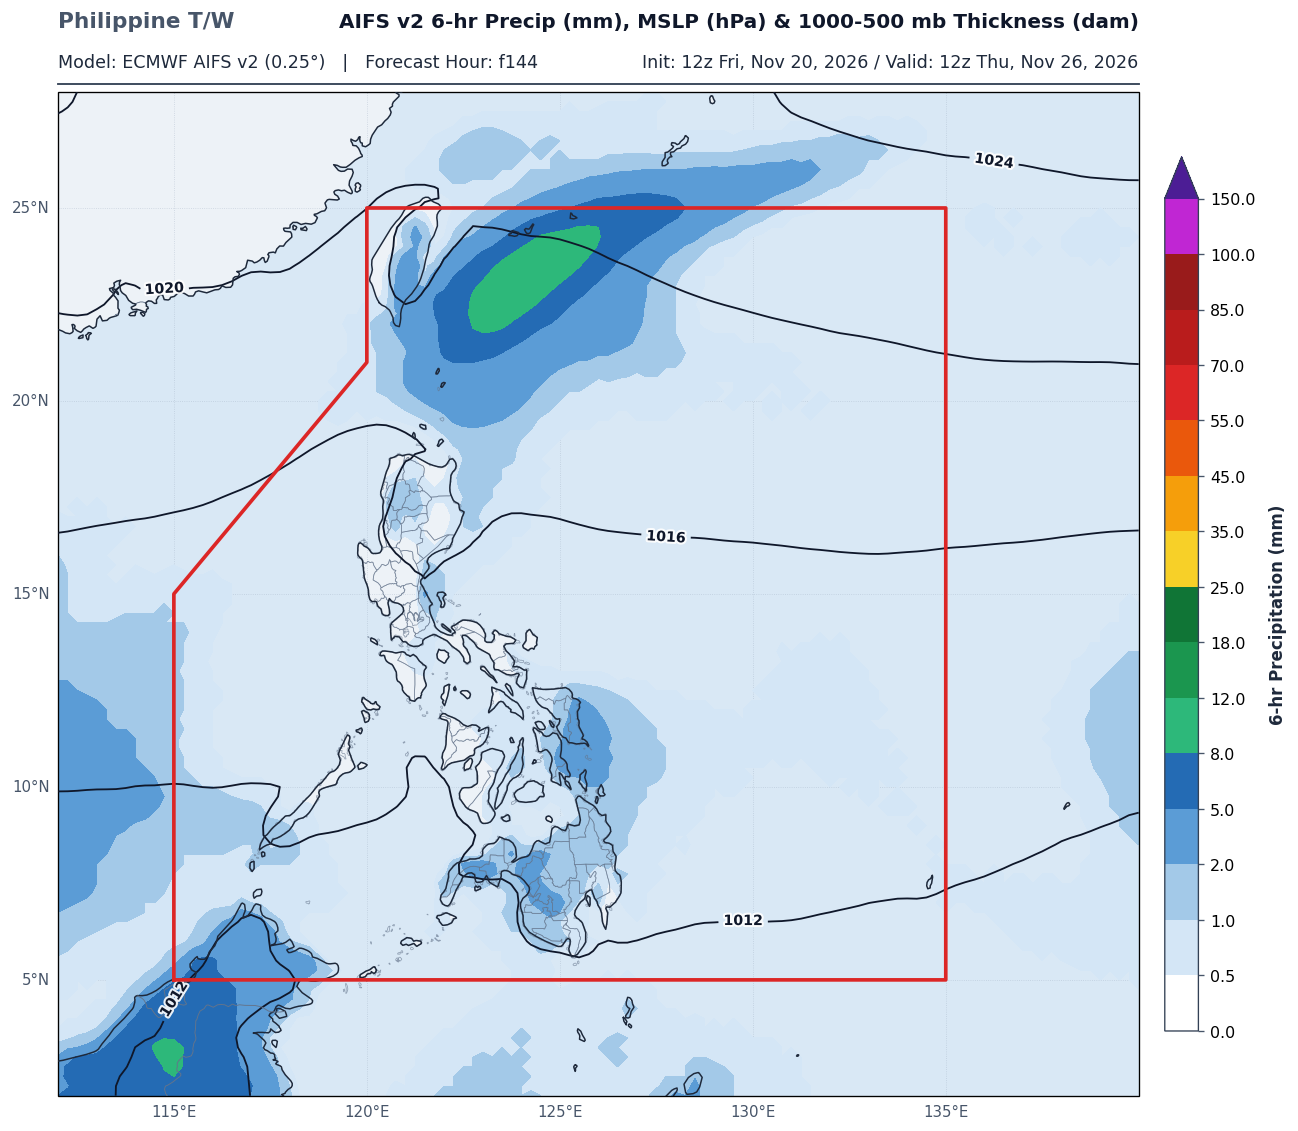 Philippine T/W
AIFS v2 6-hr Precip (mm), MSLP (hPa) & 1000-500 mb Thickness (dam)
Model: ECMWF AIFS v2 (0.25°) | Forecast Hour: f144
Init: 12z Fri, Nov 20, 2026 / Valid: 12z Thu, Nov 26, 2026
1024
1020
1016
1012
1012
25°N
20°N
15°N
10°N
5°N
115°E
120°E
125°E
130°E
135°E
150.0
100.0
85.0
70.0
55.0
45.0
35.0
25.0
18.0
12.0
8.0
5.0
2.0
1.0
0.5
0.0
6-hr Precipitation (mm)